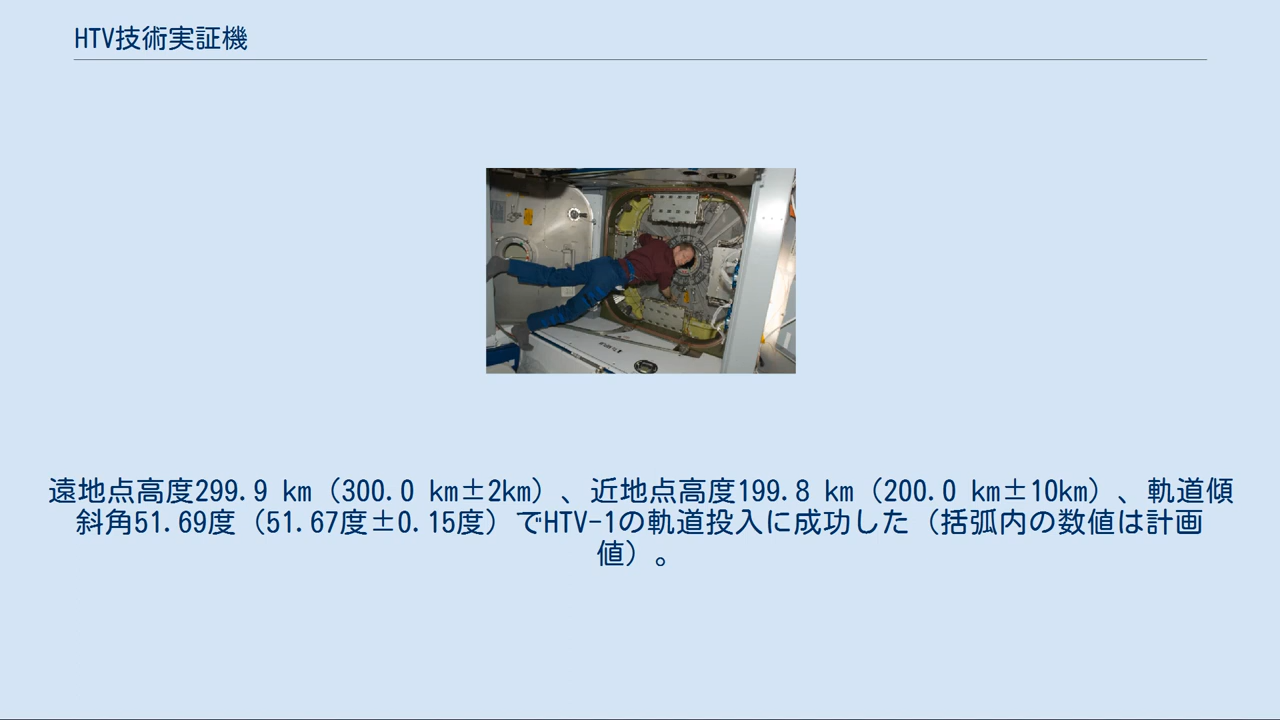 HTV技術実証機
遠地点高度299.9 km（300.0 km±2km）、近地点高度199.8 km（200.0 km±10km）、軌道傾
斜角51.69度（51.67度±0.15度）でHTV-1の軌道投入に成功した（括弧内の数値は計画
値）。